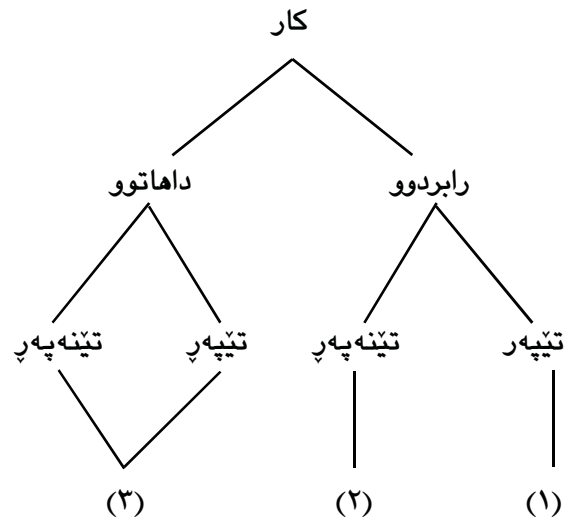 کار
رابردوو داهاتوو
تێپەر تێنەپەڕ تێپەڕ تێنەپەڕ
(١) (٢) (٣)